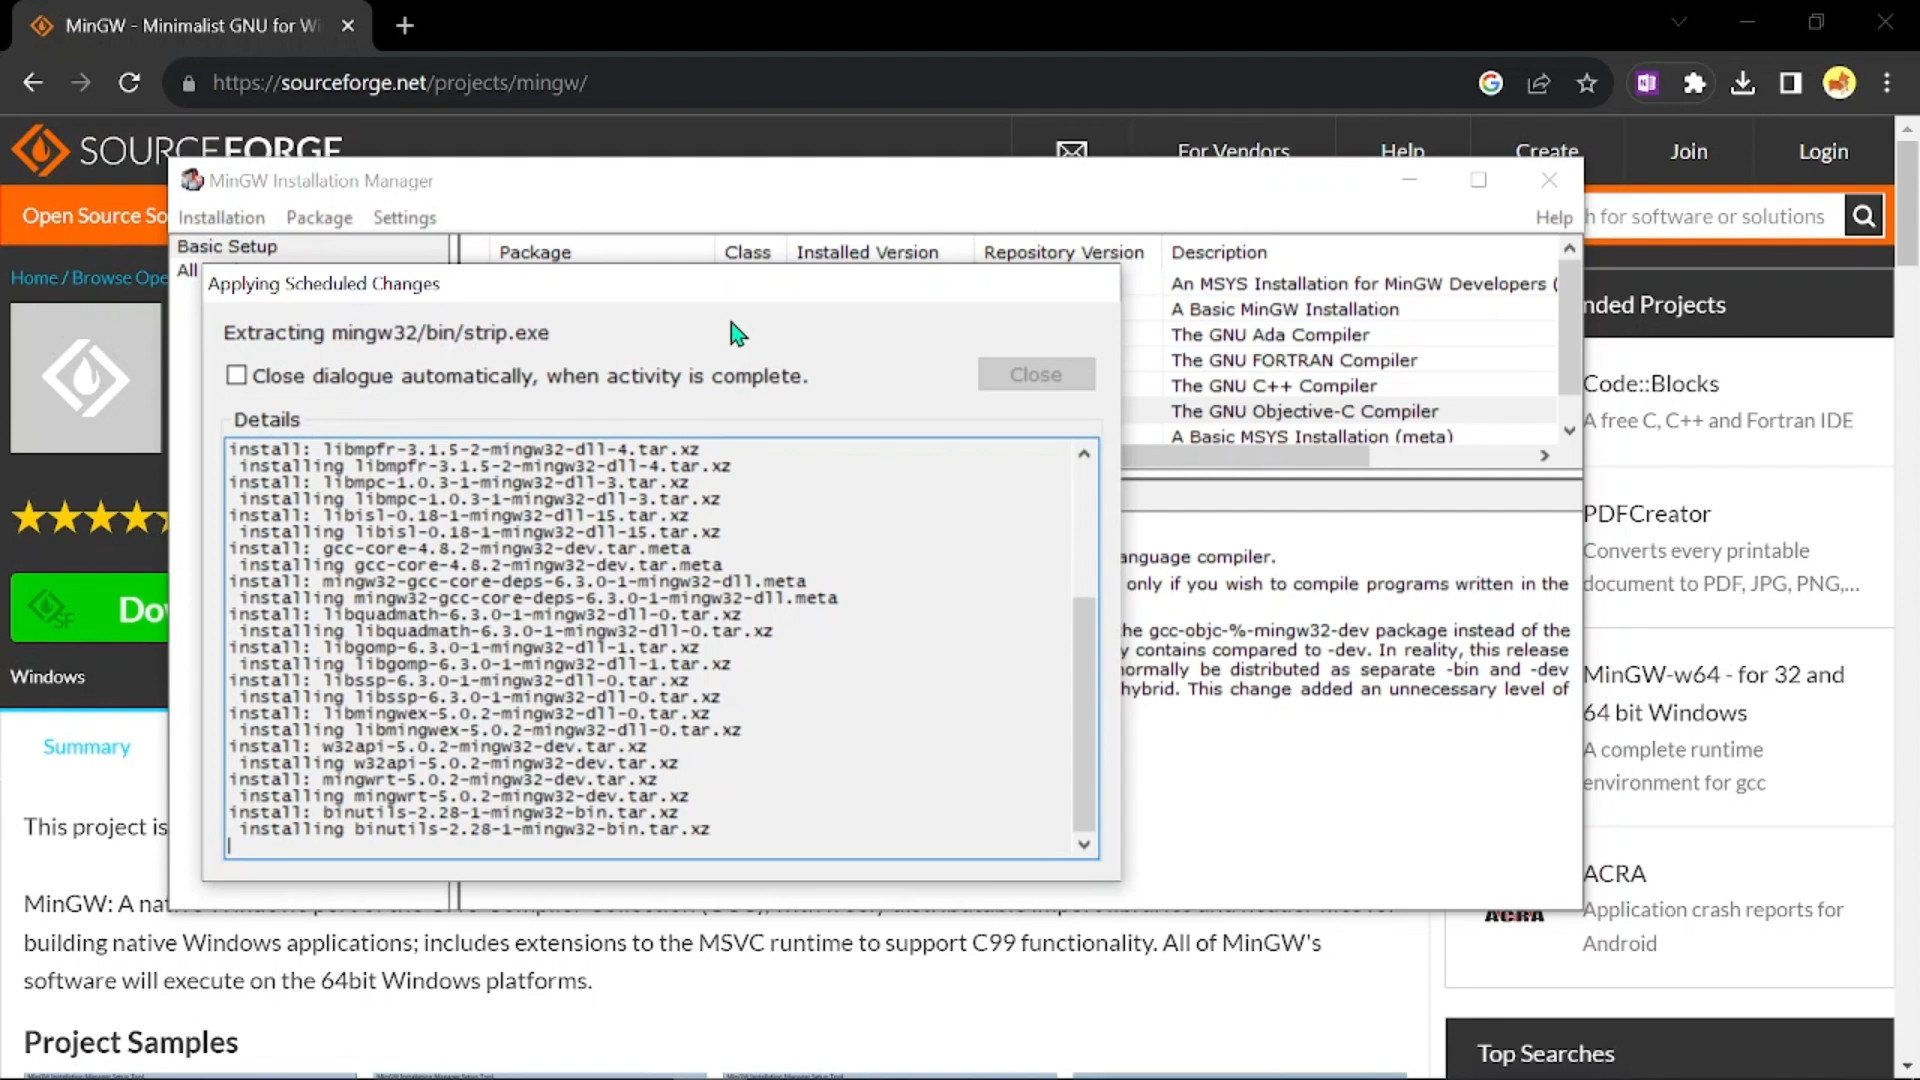 MinGW - Minimalist GNU for Wi
https://sourceforge.net/projects/mingw/
SOURCEFORGE
For Vendors
Help
Create
Join
Login
MinGW Installation Manager
Installation Package Settings
Help
Open Source So
h for software or solutions
Basic Setup
All
Package
Class
Installed Version
Repository Version
Description
Home / Browse Ope
Applying Scheduled Changes
An MSYS Installation for MinGW Developers (
A Basic MinGW Installation
The GNU Ada Compiler
The GNU FORTRAN Compiler
The GNU C++ Compiler
The GNU Objective-C Compiler
A Basic MSYS Installation (meta)
Extracting mingw32/bin/strip.exe
Close dialogue automatically, when activity is complete.
Close
Details
install: libmpfr-3.1.5-2-mingw32-dll-4.tar.xz
installing libmpfr-3.1.5-2-mingw32-dll-4.tar.xz
install: libmpc-1.0.3-1-mingw32-dll-3.tar.xz
installing libmpc-1.0.3-1-mingw32-dll-3.tar.xz
install: libisl-0.18-1-mingw32-dll-15.tar.xz
installing libisl-0.18-1-mingw32-dll-15.tar.xz
install: gcc-core-4.8.2-mingw32-dev.tar.meta
installing gcc-core-4.8.2-mingw32-dev.tar.meta
install: mingw32-gcc-core-deps-6.3.0-1-mingw32-dll.meta
installing mingw32-gcc-core-deps-6.3.0-1-mingw32-dll.meta
install: libquadmath-6.3.0-1-mingw32-dll-0.tar.xz
installing libquadmath-6.3.0-1-mingw32-dll-0.tar.xz
install: libgomp-6.3.0-1-mingw32-dll-1.tar.xz
installing libgomp-6.3.0-1-mingw32-dll-1.tar.xz
install: libssp-6.3.0-1-mingw32-dll-0.tar.xz
installing libssp-6.3.0-1-mingw32-dll-0.tar.xz
install: libmingwex-5.0.2-mingw32-dll-0.tar.xz
installing libmingwex-5.0.2-mingw32-dll-0.tar.xz
install: w32api-5.0.2-mingw32-dev.tar.xz
installing w32api-5.0.2-mingw32-dev.tar.xz
install: mingwrt-5.0.2-mingw32-dev.tar.xz
installing mingwrt-5.0.2-mingw32-dev.tar.xz
install: binutils-2.28-1-mingw32-bin.tar.xz
installing binutils-2.28-1-mingw32-bin.tar.xz
anguage compiler.
only if you wish to compile programs written in the
he gcc-objc-%-mingw32-dev package instead of the
y contains compared to -dev. In reality, this release
normally be distributed as separate -bin and -dev
hybrid. This change added an unnecessary level of
SF
Do
Windows
Summary
This project is
MinGW: A nat
building native Windows applications; includes extensions to the MSVC runtime to support C99 functionality. All of MinGW's
software will execute on the 64bit Windows platforms.
Project Samples
nded Projects
Code::Blocks
A free C, C++ and Fortran IDE
PDFCreator
Converts every printable
document to PDF, JPG, PNG,...
MinGW-w64 - for 32 and
64 bit Windows
A complete runtime
environment for gcc
ACRA
ACRA
Application crash reports for
Android
Top Searches